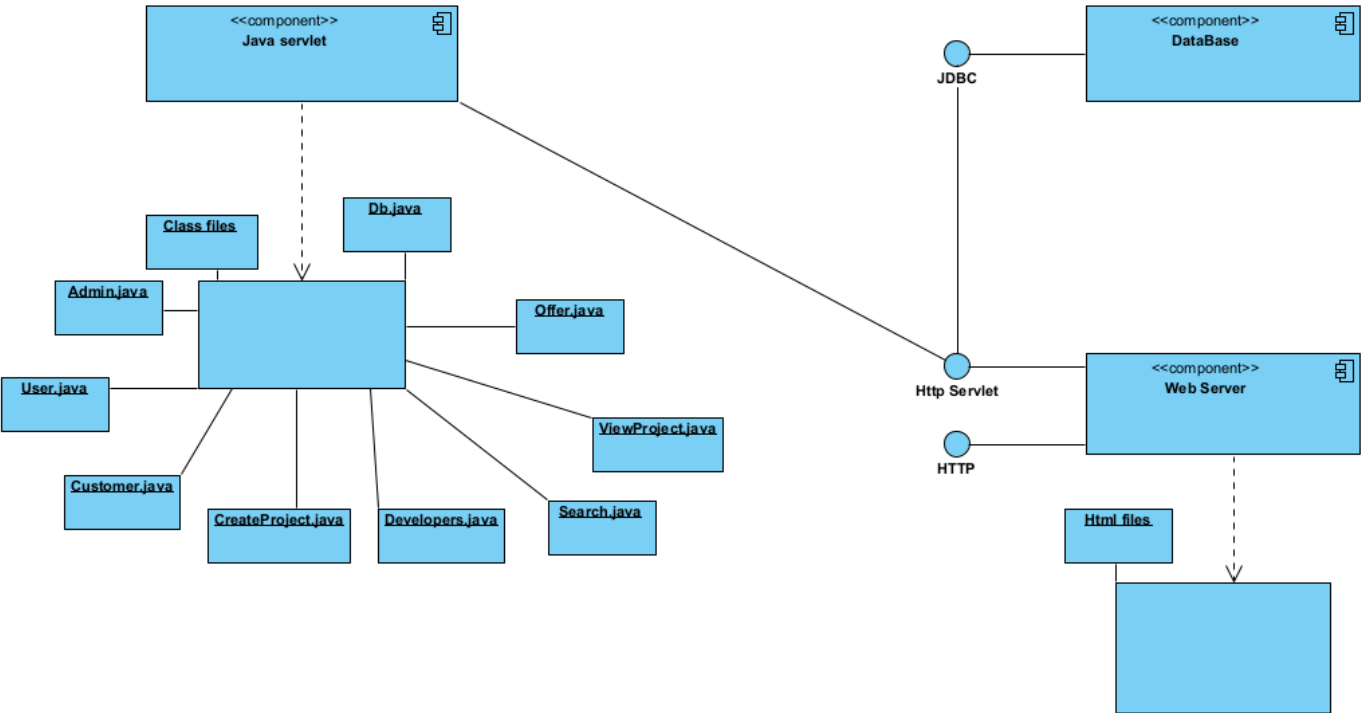 <<component>>
Java servlet
<<component>>
DataBase
JDBC
Db.java
Class files
Admin.java
Offer.java
User.java
Http Servlet
<<component>>
Web Server
ViewProject.java
HTTP
Customer.java
CreateProject.java
Developers.java
Search.java
Html files